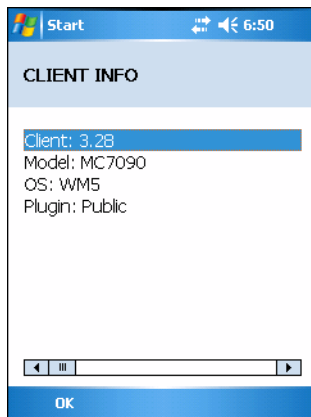 Start 6:50
CLIENT INFO
Client: 3.28
Model: MC7090
OS: WM5
Plugin: Public
OK